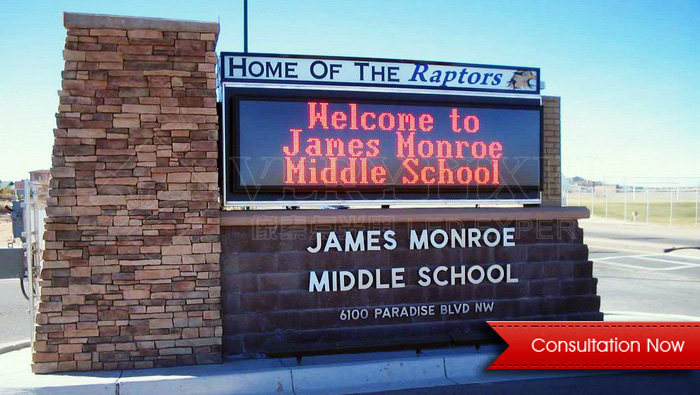 HOME OF THE Raptors
Welcome to
James Monroe
Middle School
JAMES MONROE
MIDDLE SCHOOL
6100 PARADISE BLVD NW
Consultation Now